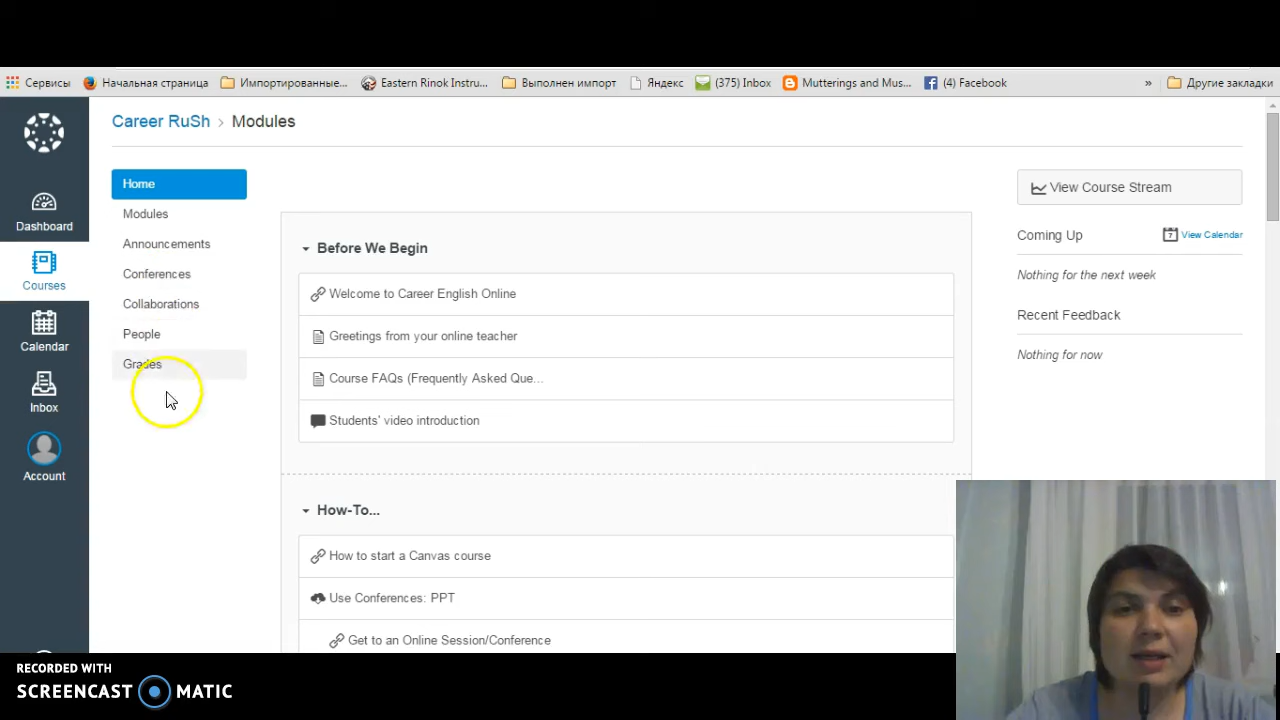 Сервисы
Начальная страница
Импортированные...
Eastern Rinok Instru...
Выполнен импорт
Яндекс
(375) Inbox
Mutterings and Mus...
(4) Facebook
»
Другие закладки
Career RuSh › Modules
Dashboard
Courses
Calendar
Inbox
Account
Home
Modules
Announcements
Conferences
Collaborations
People
Grades
Before We Begin
Welcome to Career English Online
Greetings from your online teacher
Course FAQs (Frequently Asked Que...
Students' video introduction
How-To...
How to start a Canvas course
Use Conferences: PPT
Get to an Online Session/Conference
View Course Stream
Coming Up
7 View Calendar
Nothing for the next week
Recent Feedback
Nothing for now
RECORDED WITH
SCREENCAST MATIC